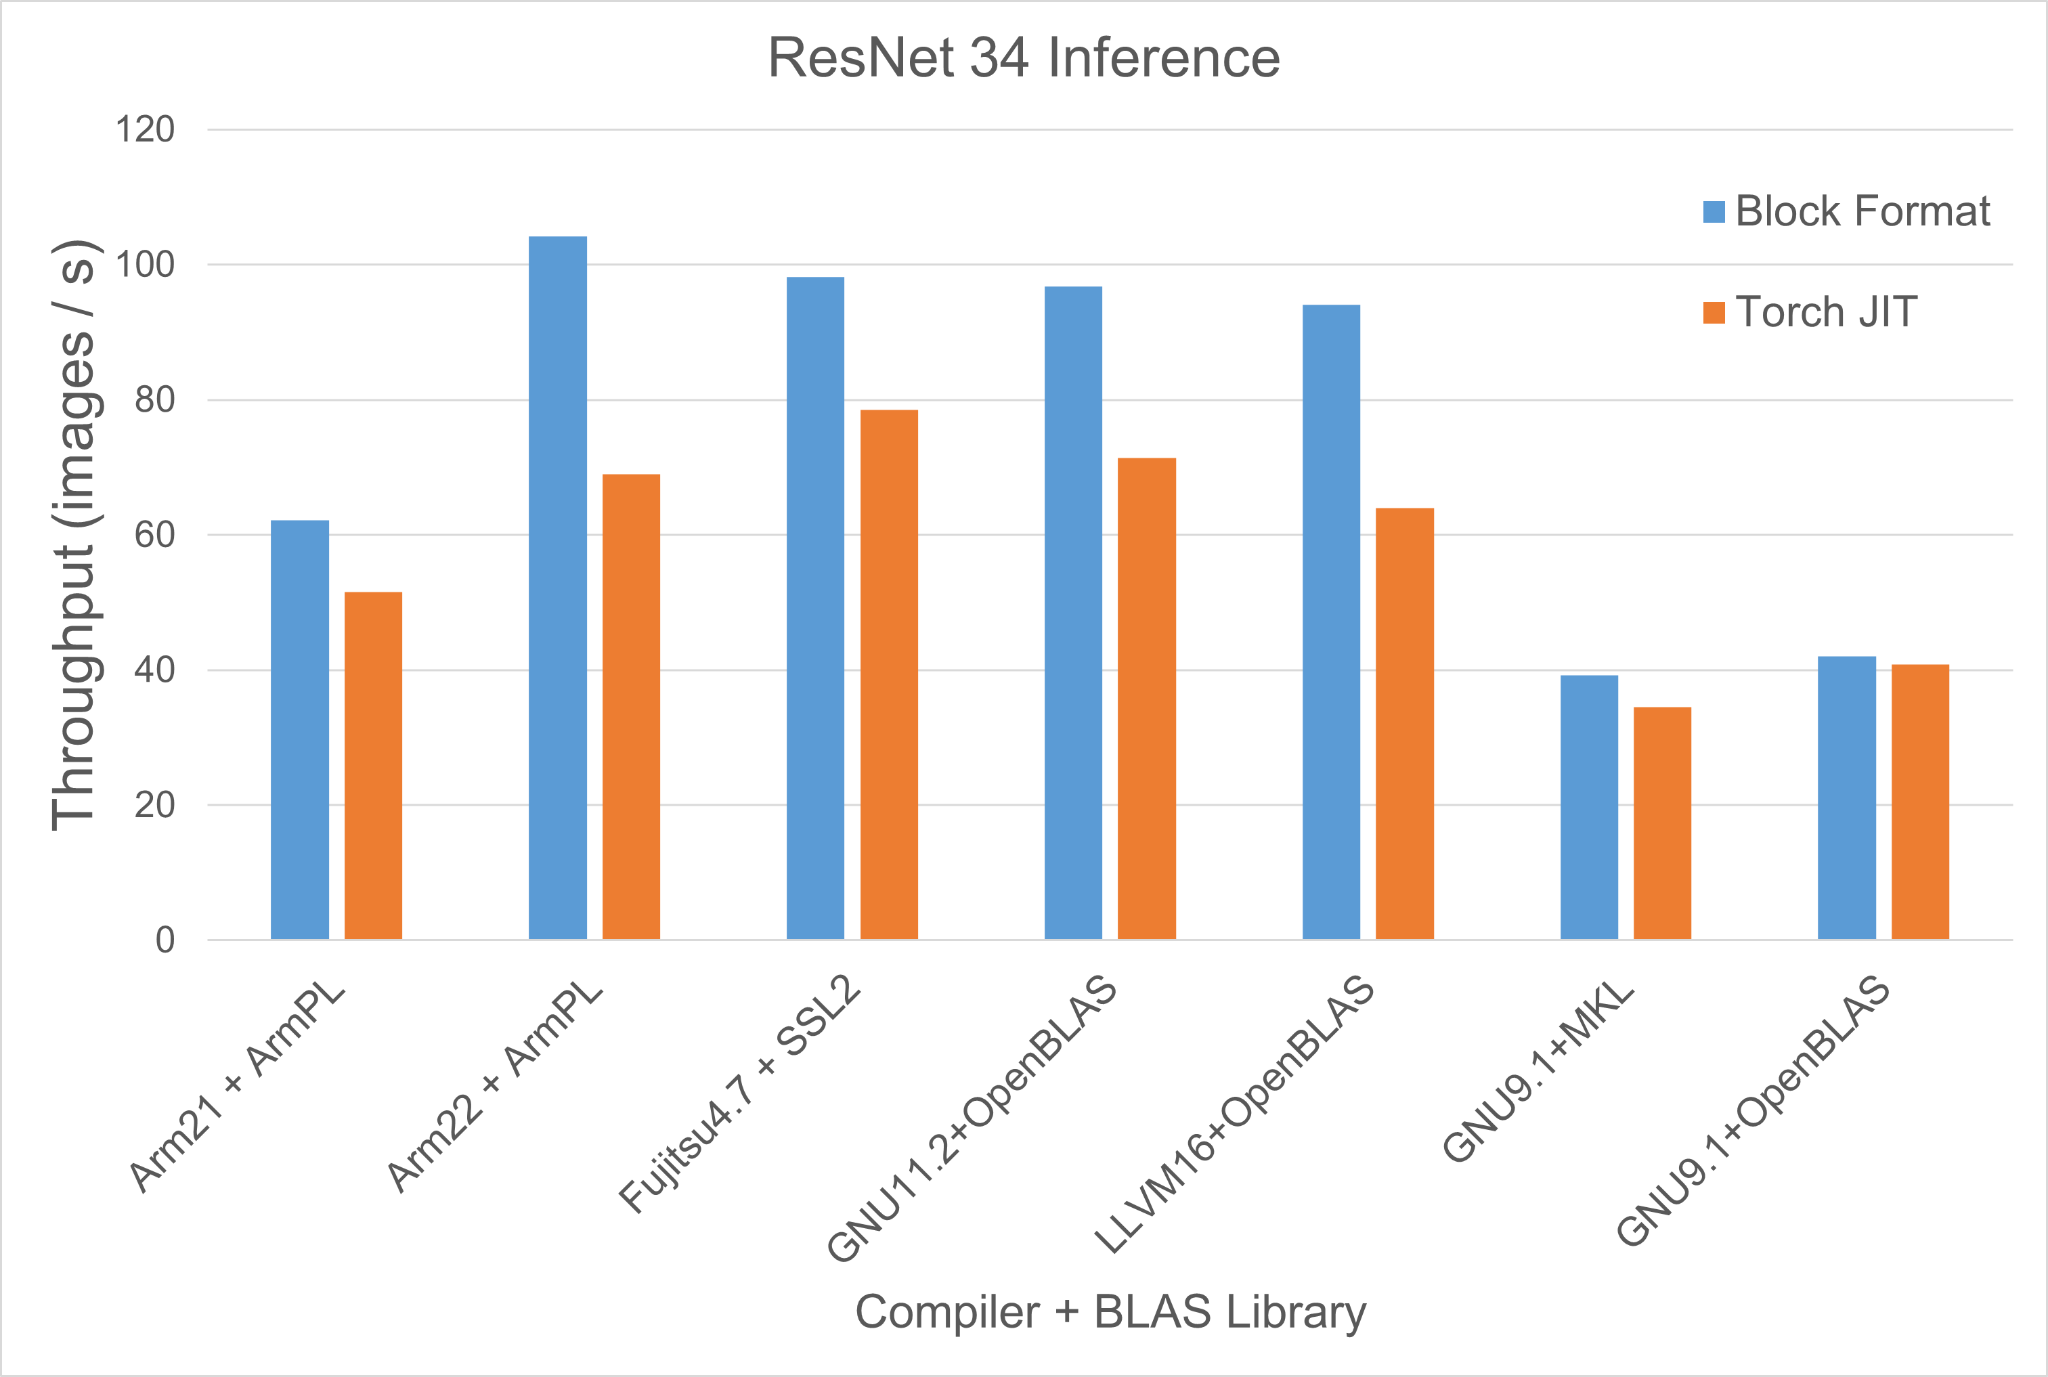 ResNet 34 Inference
Throughput (images / s)
120
100
80
60
40
20
0
Block Format
Torch JIT
Arm21 + ArmPL
Arm22 + ArmPL
Fujitsu4.7 + SSL2
GNU11.2+OpenBLAS
LLVM16+OpenBLAS
GNU9.1+MKL
GNU9.1+OpenBLAS
Compiler + BLAS Library